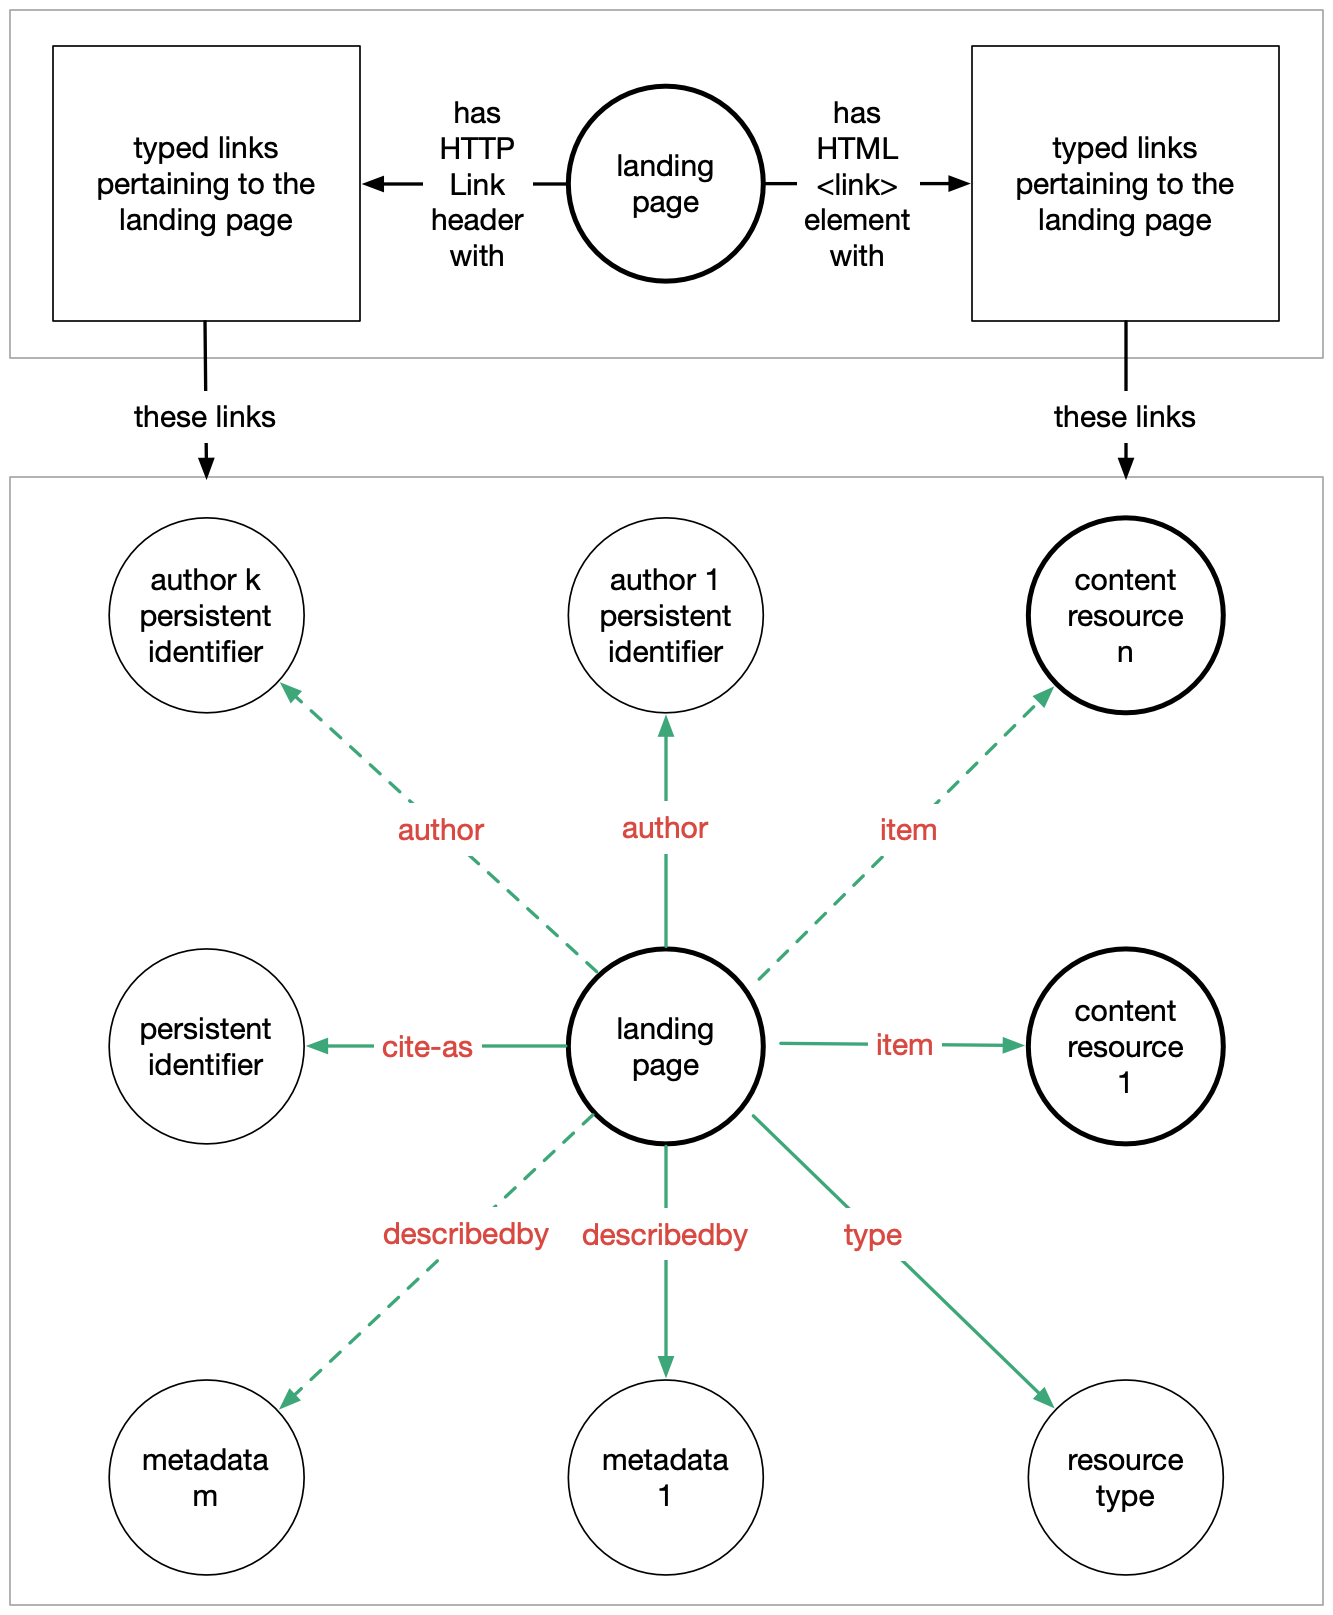 typed links
pertaining to the
landing page
has
HTTP
Link
header
with
landing
page
has
HTML
<link>
element
with
typed links
pertaining to the
landing page
these links
these links
author k
persistent
identifier
author 1
persistent
identifier
content
resource
n
author
author
item
persistent
identifier
cite-as
landing
page
item
content
resource
1
describedby
describedby
type
metadata
m
metadata
1
resource
type